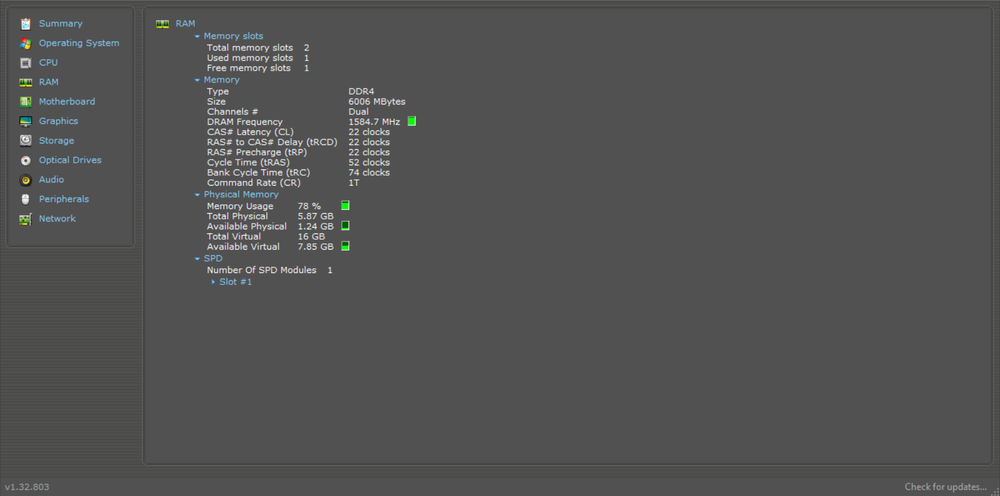 Summary
Operating System
CPU
RAM
Motherboard
Graphics
Storage
Optical Drives
Audio
Peripherals
Network
RAM
Memory slots
Total memory slots 2
Used memory slots 1
Free memory slots 1
Memory
Type DDR4
Size 6006 MBytes
Channels # Dual
DRAM Frequency 1584.7 MHz
CAS# Latency (CL) 22 clocks
RAS# to CAS# Delay (tRCD) 22 clocks
RAS# Precharge (tRP) 22 clocks
Cycle Time (tRAS) 52 clocks
Bank Cycle Time (tRC) 74 clocks
Command Rate (CR) 1T
Physical Memory
Memory Usage 78 %
Total Physical 5.87 GB
Available Physical 1.24 GB
Total Virtual 16 GB
Available Virtual 7.85 GB
SPD
Number Of SPD Modules 1
Slot #1
v1.32.803
Check for updates...